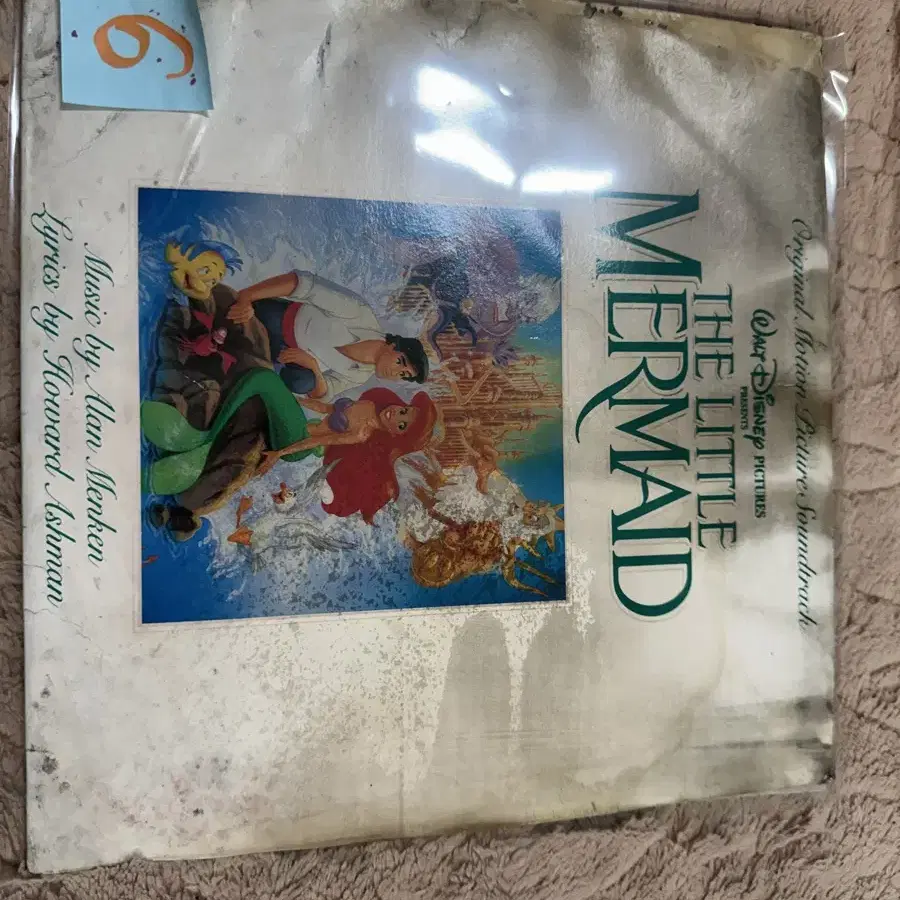 Original Motion Picture Soundtrack
WALT DISNEY PICTURES
PRESENTS
THE LITTLE
MERMAID
Music by Alan Menken
Lyrics by Howard Ashman
6